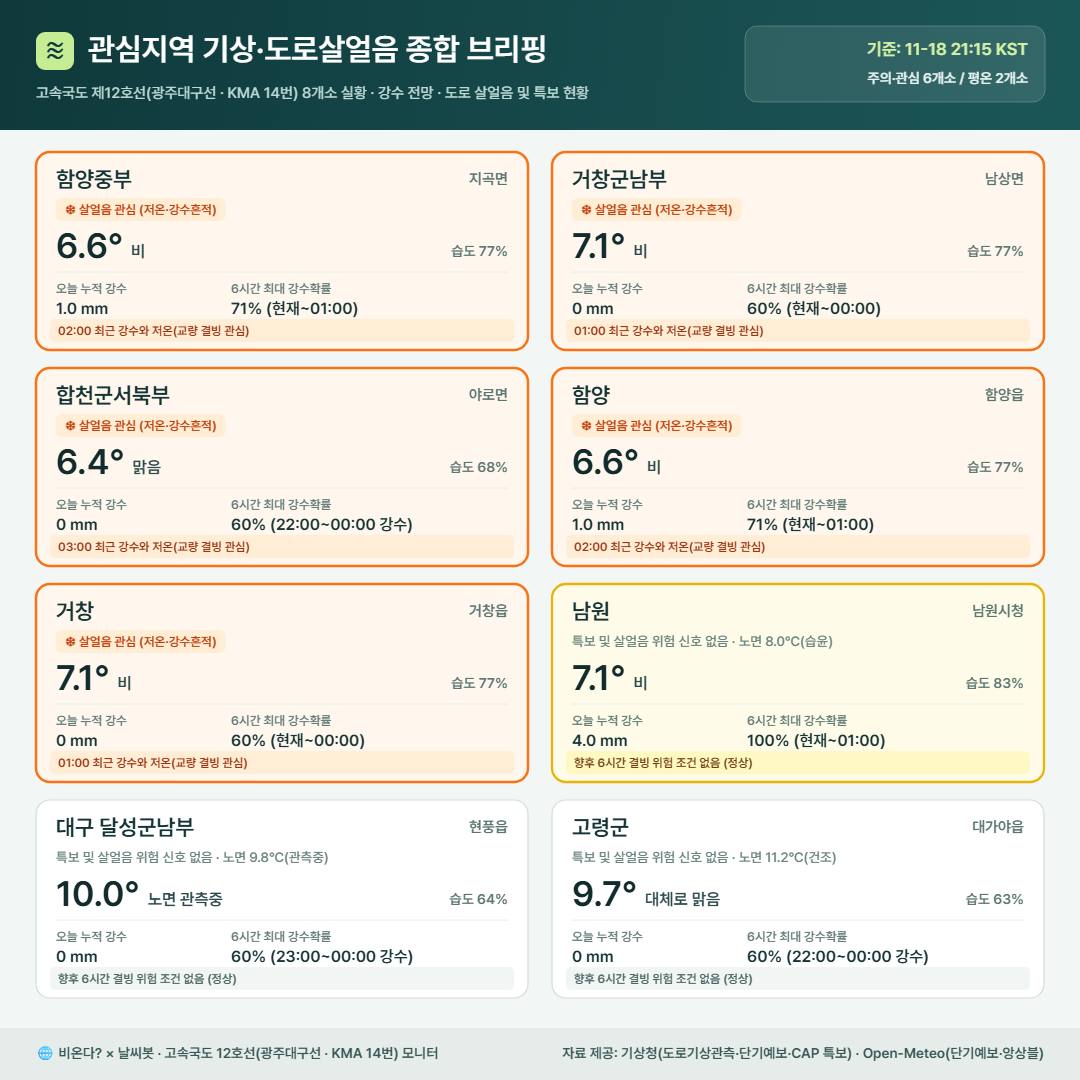 관심지역 기상·도로살얼음 종합 브리핑
고속국도 제12호선(광주대구선 · KMA 14번) 8개소 실황 · 강수 전망 · 도로 살얼음 및 특보 현황
기준: 11-18 21:15 KST
주의·관심 6개소 / 평온 2개소
함양중부 지곡면
❄ 살얼음 관심 (저온·강수흔적)
6.6° 비 습도 77%
오늘 누적 강수 6시간 최대 강수확률
1.0 mm 71% (현재~01:00)
02:00 최근 강수와 저온(교량 결빙 관심)
거창군남부 남상면
❄ 살얼음 관심 (저온·강수흔적)
7.1° 비 습도 77%
오늘 누적 강수 6시간 최대 강수확률
0 mm 60% (현재~00:00)
01:00 최근 강수와 저온(교량 결빙 관심)
합천군서북부 야로면
❄ 살얼음 관심 (저온·강수흔적)
6.4° 맑음 습도 68%
오늘 누적 강수 6시간 최대 강수확률
0 mm 60% (22:00~00:00 강수)
03:00 최근 강수와 저온(교량 결빙 관심)
함양 함양읍
❄ 살얼음 관심 (저온·강수흔적)
6.6° 비 습도 77%
오늘 누적 강수 6시간 최대 강수확률
1.0 mm 71% (현재~01:00)
02:00 최근 강수와 저온(교량 결빙 관심)
거창 거창읍
❄ 살얼음 관심 (저온·강수흔적)
7.1° 비 습도 77%
오늘 누적 강수 6시간 최대 강수확률
0 mm 60% (현재~00:00)
01:00 최근 강수와 저온(교량 결빙 관심)
남원 남원시청
특보 및 살얼음 위험 신호 없음 · 노면 8.0°C(습윤)
7.1° 비 습도 83%
오늘 누적 강수 6시간 최대 강수확률
4.0 mm 100% (현재~01:00)
향후 6시간 결빙 위험 조건 없음 (정상)
대구 달성군남부 현풍읍
특보 및 살얼음 위험 신호 없음 · 노면 9.8°C(관측중)
10.0° 노면 관측중 습도 64%
오늘 누적 강수 6시간 최대 강수확률
0 mm 60% (23:00~00:00 강수)
향후 6시간 결빙 위험 조건 없음 (정상)
고령군 대가야읍
특보 및 살얼음 위험 신호 없음 · 노면 11.2°C(건조)
9.7° 대체로 맑음 습도 63%
오늘 누적 강수 6시간 최대 강수확률
0 mm 60% (22:00~00:00 강수)
향후 6시간 결빙 위험 조건 없음 (정상)
🌐 비온다? × 날씨봇 · 고속국도 12호선(광주대구선 · KMA 14번) 모니터
자료 제공: 기상청(도로기상관측·단기예보·CAP 특보) · Open-Meteo(단기예보·앙상블)